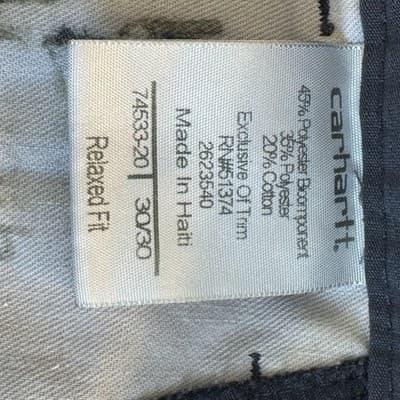 carhartt.
45% Polyester Bicomponent
35% Polyester
20% Cotton
Exclusive Of Trim
RN#51374
2623540
Made In Haiti
74533-20 30/30
Relaxed Fit